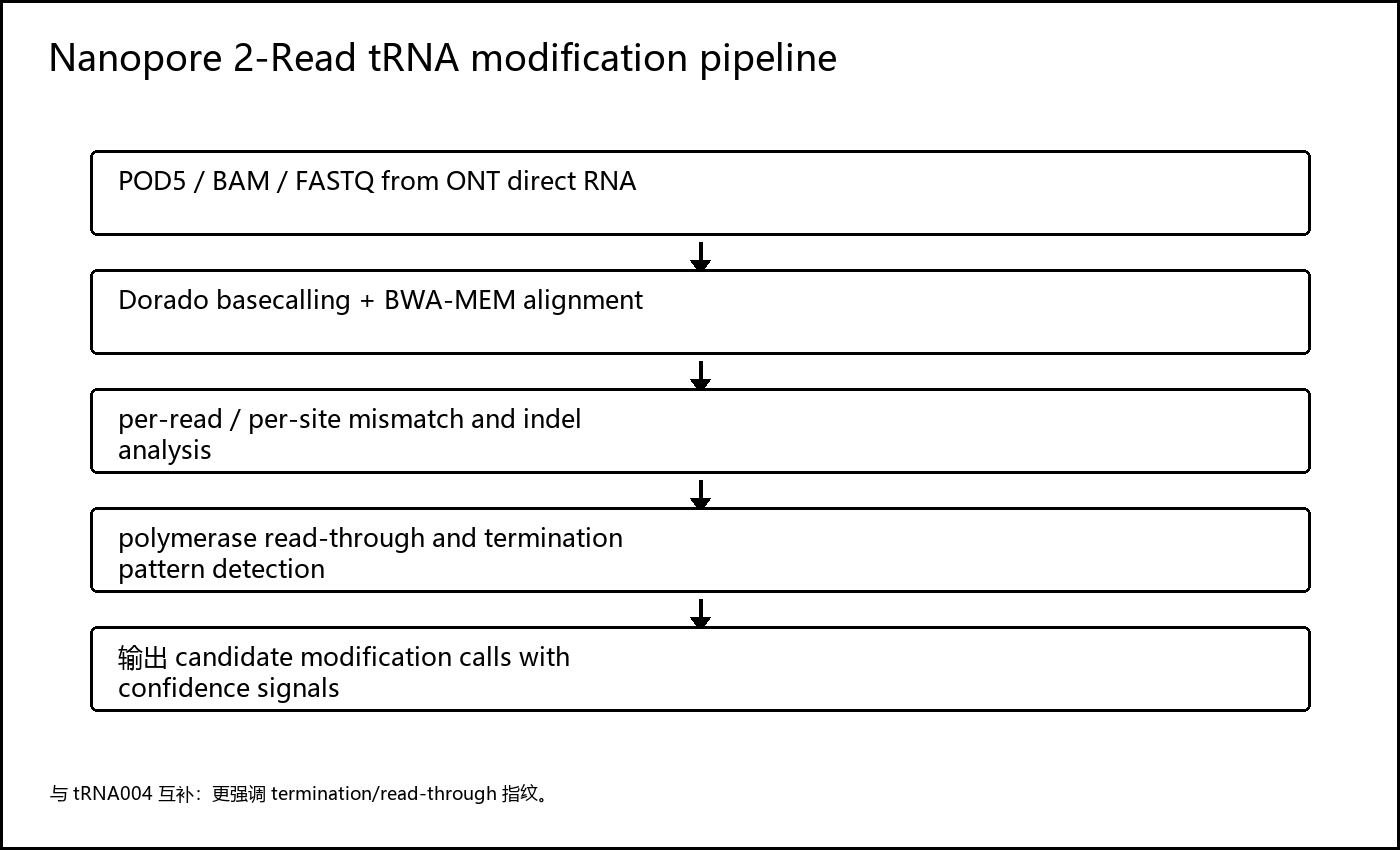 Nanopore 2-Read tRNA modification pipeline
POD5 / BAM / FASTQ from ONT direct RNA
Dorado basecalling + BWA-MEM alignment
per-read / per-site mismatch and indel
analysis
polymerase read-through and termination
pattern detection
输出 candidate modification calls with
confidence signals
与 tRNA004 互补：更强调 termination/read-through 指纹。